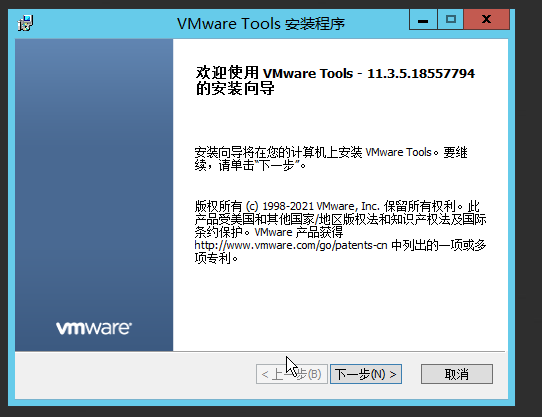 VMware Tools 安装程序
欢迎使用 VMware Tools - 11.3.5.18557794
的安装向导
安装向导将在您的计算机上安装 VMware Tools。要继
续，请单击“下一步”。
版权所有 (c) 1998-2021 VMware, Inc. 保留所有权利。此
产品受美国和其他国家/地区版权法和知识产权法及国际
条约保护。VMware 产品获得
http://www.vmware.com/go/patents-cn 中列出的一项或多
项专利。
vmware
< 上一步(B)
下一步(N) >
取消